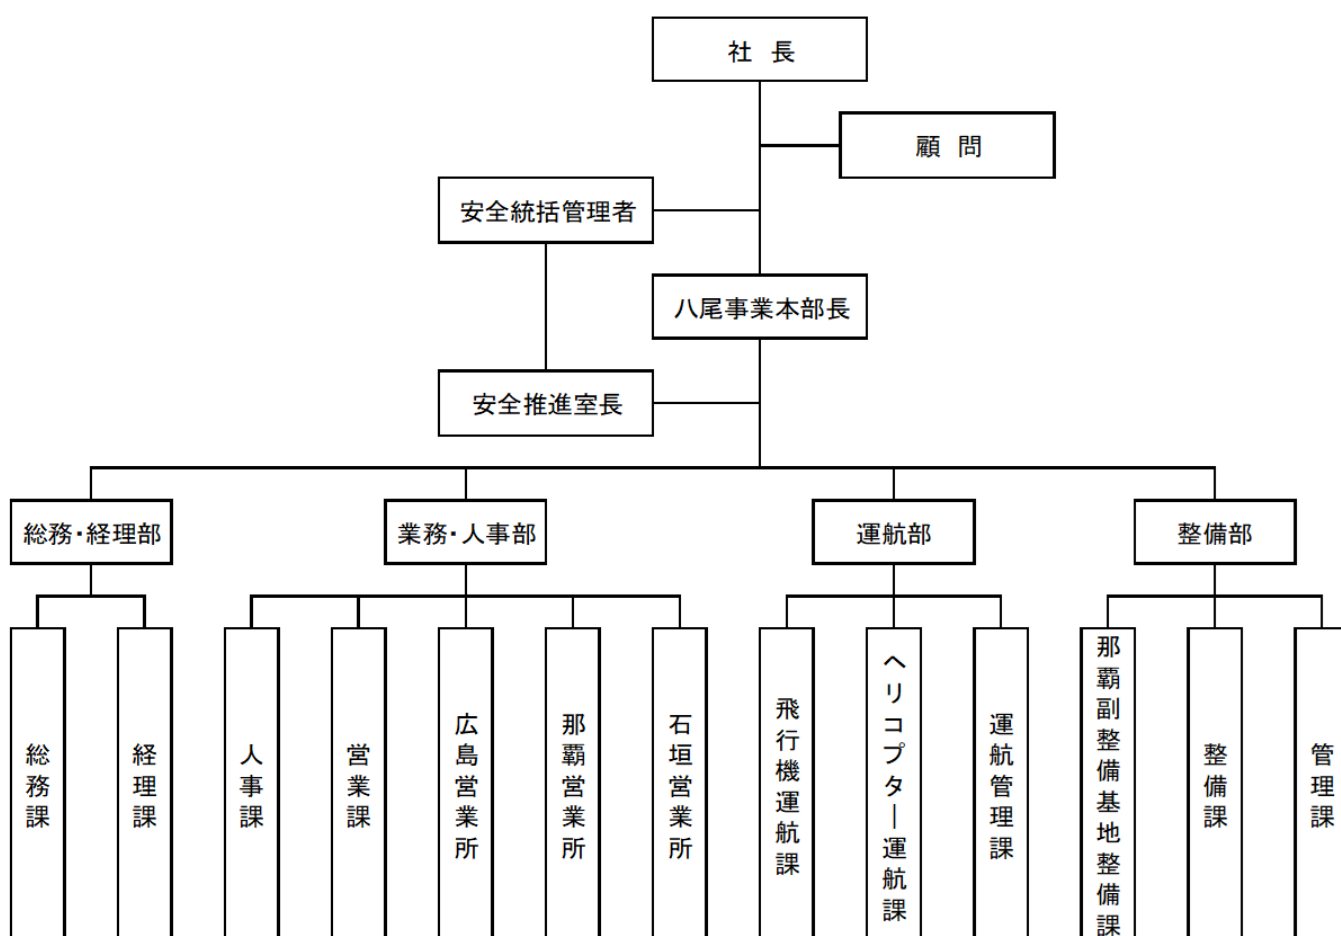 社 長
顧 問
安全統括管理者
八尾事業本部長
安全推進室長
総務・経理部
業務・人事部
運航部
整備部
総務課
経理課
人事課
営業課
広島営業所
那覇営業所
石垣営業所
飛行機運航課
ヘリコプター運航課
運航管理課
那覇副整備基地整備課
整備課
管理課